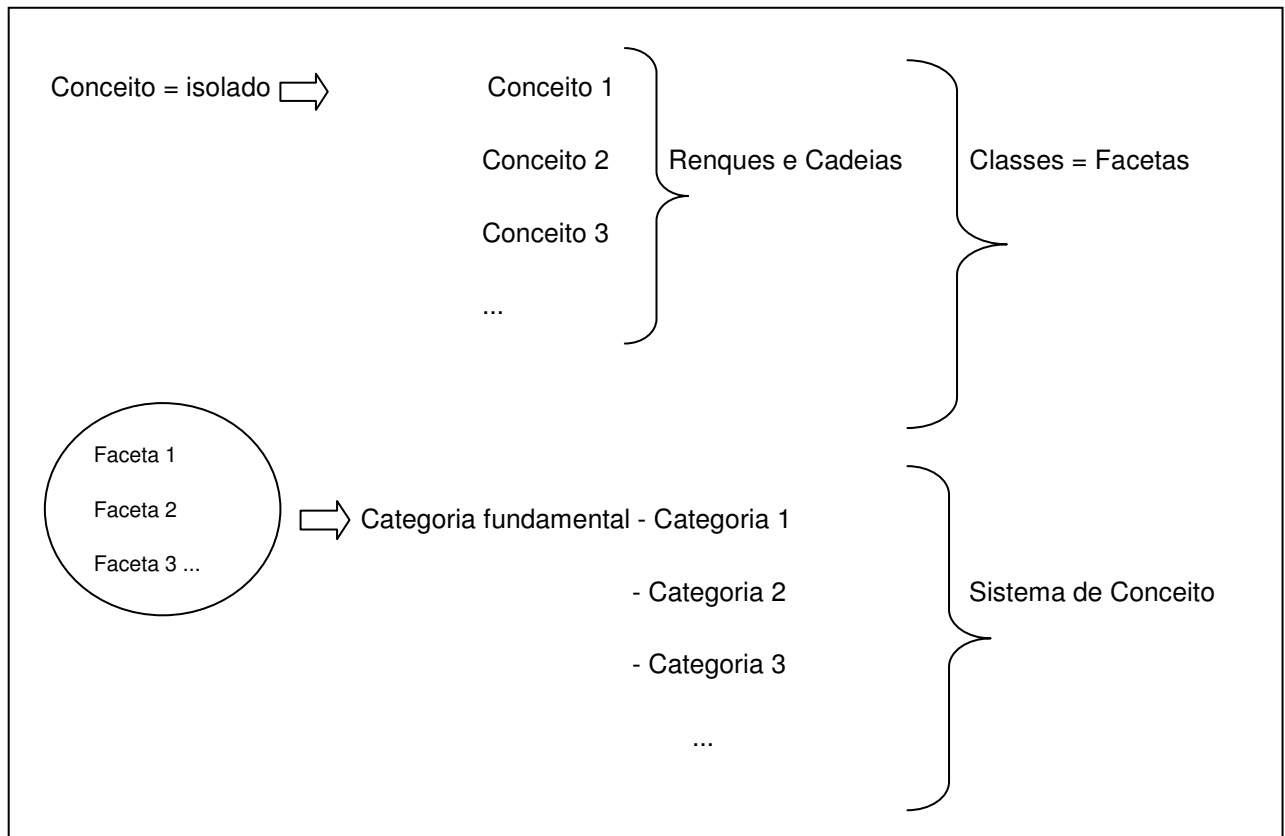 Conceito = isolado Conceito 1
Conceito 2 Renques e Cadeias Classes = Facetas
Conceito 3
...
Faceta 1
Faceta 2
Faceta 3 ...
Categoria fundamental - Categoria 1
- Categoria 2 Sistema de Conceito
- Categoria 3
...